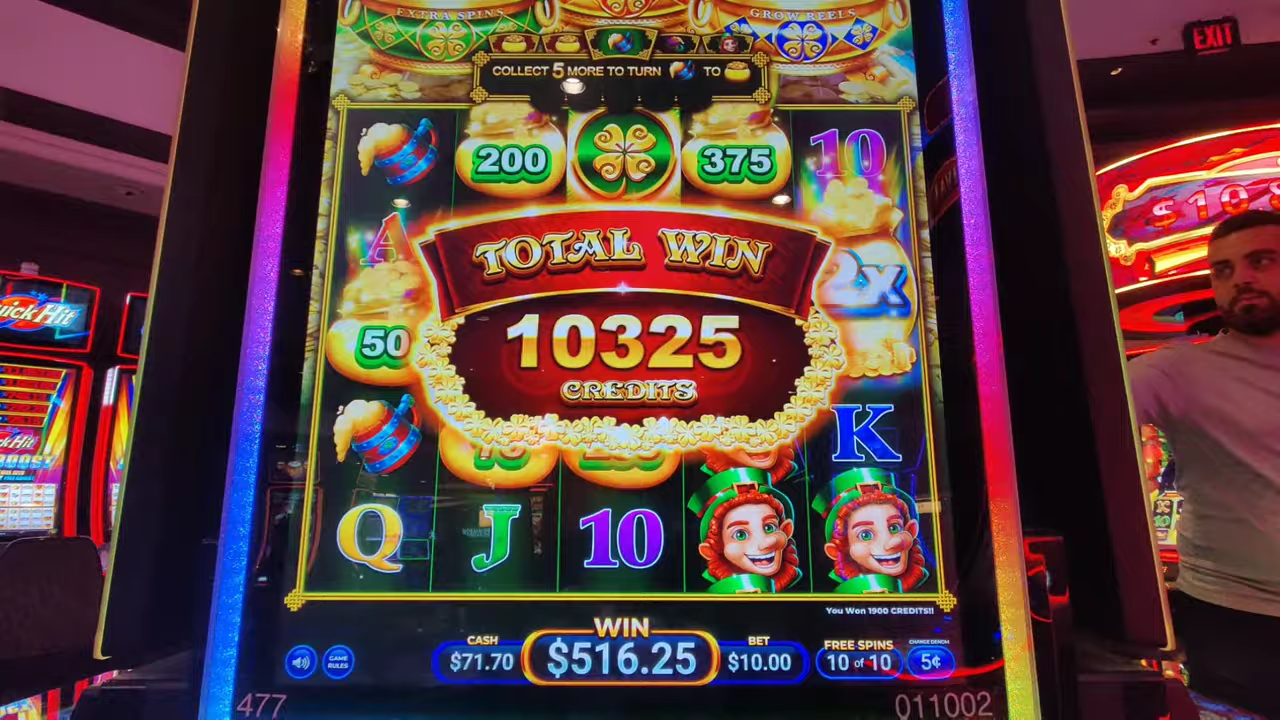 EXTRA SPINS
GROW REELS
EXIT
COLLECT 5 MORE TO TURN TO
200
375
10
A
$108
TOTAL WIN
2x
10325
50
CREDITS
Quick Hit
K
Q
J
10
You Won 1900 CREDITS!!
WIN
CASH
$71.70
$516.25
BET
$10.00
FREE SPINS
10 of 10
CHANGE DENOM
5¢
GAME
RULES
477
011002